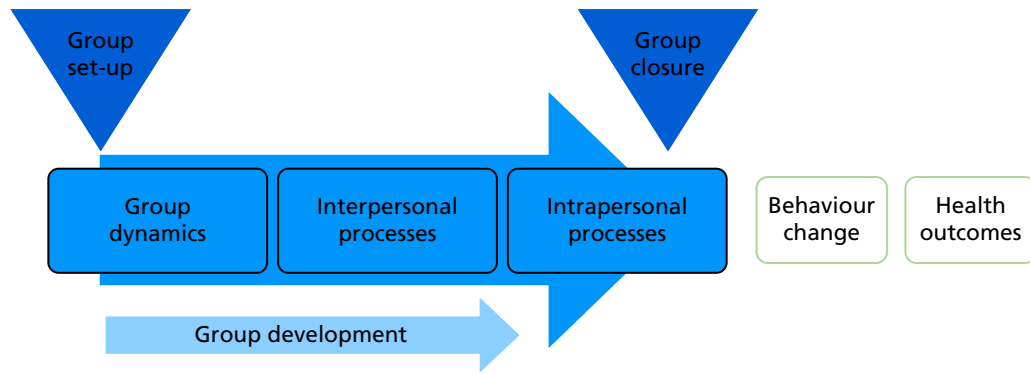 Group
set-up
Group
closure
Group
dynamics
Interpersonal
processes
Intrapersonal
processes
Behaviour
change
Health
outcomes
Group development